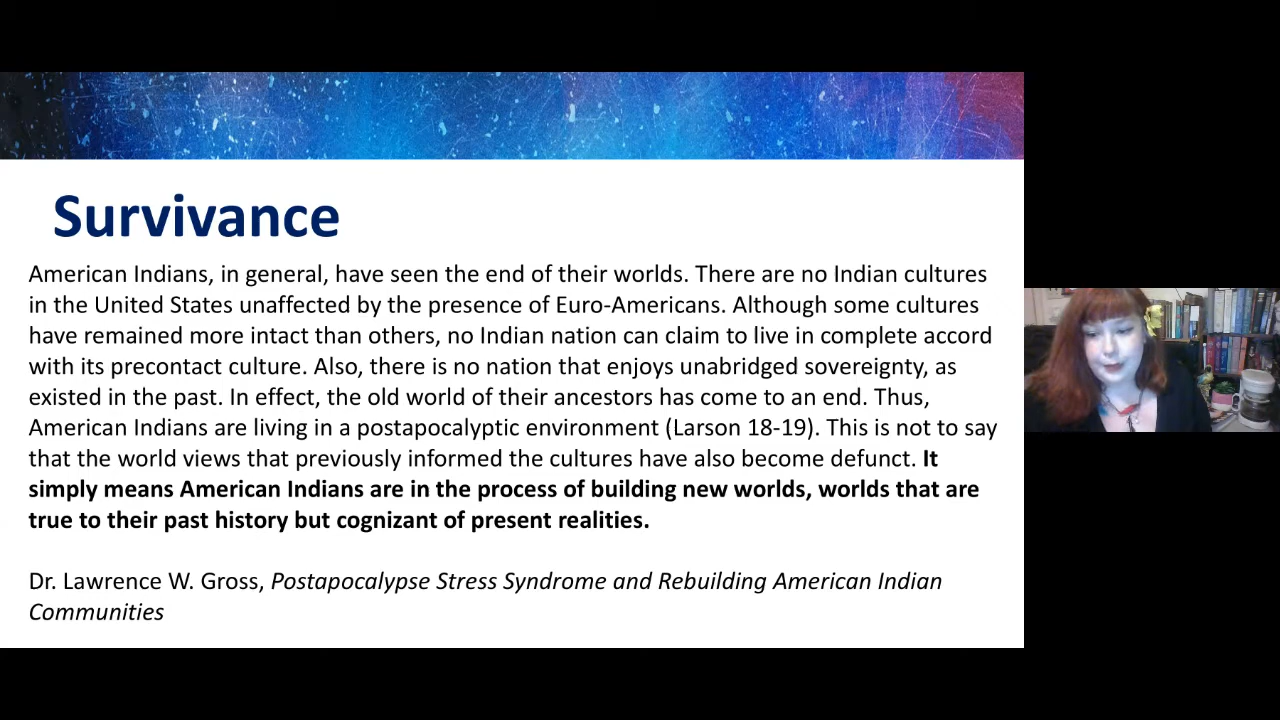 Survivance
American Indians, in general, have seen the end of their worlds. There are no Indian cultures
in the United States unaffected by the presence of Euro-Americans. Although some cultures
have remained more intact than others, no Indian nation can claim to live in complete accord
with its precontact culture. Also, there is no nation that enjoys unabridged sovereignty, as
existed in the past. In effect, the old world of their ancestors has come to an end. Thus,
American Indians are living in a postapocalyptic environment (Larson 18-19). This is not to say
that the world views that previously informed the cultures have also become defunct. It
simply means American Indians are in the process of building new worlds, worlds that are
true to their past history but cognizant of present realities.
Dr. Lawrence W. Gross, Postapocalypse Stress Syndrome and Rebuilding American Indian
Communities